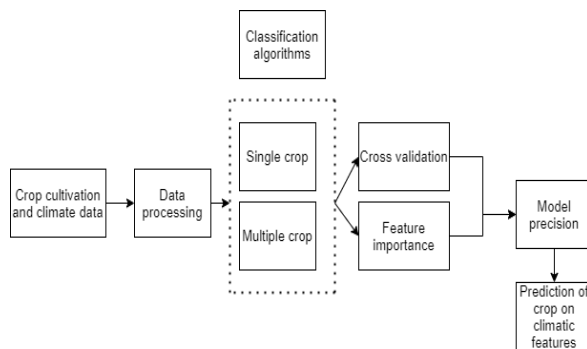 Classification
algorithms
Single crop
Cross validation
Crop cultivation
and climate data
Data
processing
Multiple crop
Feature
importance
Model
precision
Prediction of
crop on
climatic
features